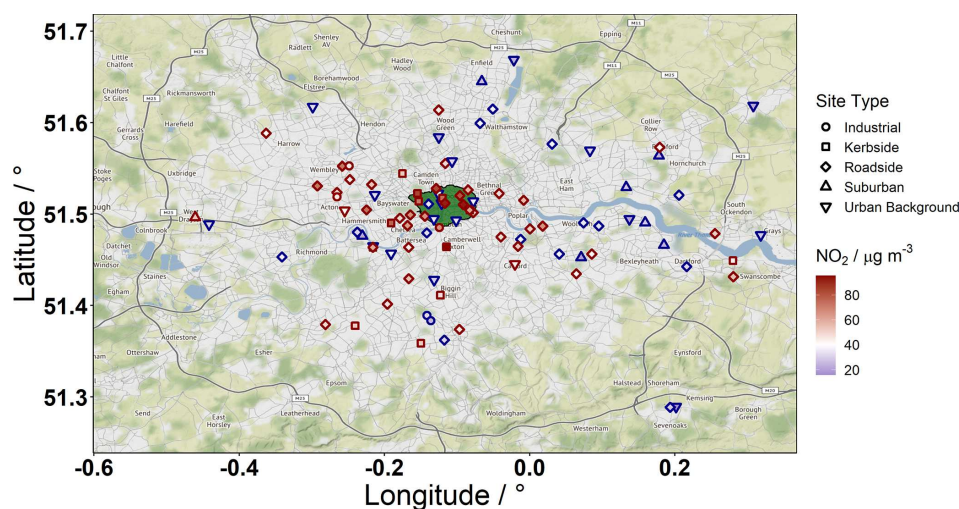 51.7
51.6
51.5
51.4
51.3
-0.6
-0.4
-0.2
0.0
0.2
Latitude / °
Longitude / °
Site Type
Industrial
Kerbside
Roadside
Suburban
Urban Background
NO₂ / μg m⁻³
80
60
40
20
Shenley
AV
Radlett
Cheshunt
M11
Epping
M25
Hadley
Wood
Enfield
Little
Chalfont
Chalfont
St Giles
Rickmansworth
Borehamwood
Elstree
M25
M11
M25
Gerrards
Cross
Harefield
Harrow
Hendon
Wood
Green
Walthamstow
Collier
Row
Hornchurch
Stoke
Poges
Uxbridge
Wembley
Camden
Town
Bethnal
Green
East
Ham
Acton
Bayswater
Hammersmith
Poplar
South
Ockendon
Grays
Colnbrook
Datchet
Old
Windsor
Staines
Egham
Richmond
Battersea
Camberwell
Bexleyheath
Dartford
Swanscombe
M25
Biggin
Hill
Addlestone
Ottershaw
Esher
Epsom
Eynsford
Send
East
Horsley
Leatherhead
M25
Woldingham
Westerham
Halstead
Shoreham
Kemsing
Sevenoaks
M20
Borough
Green